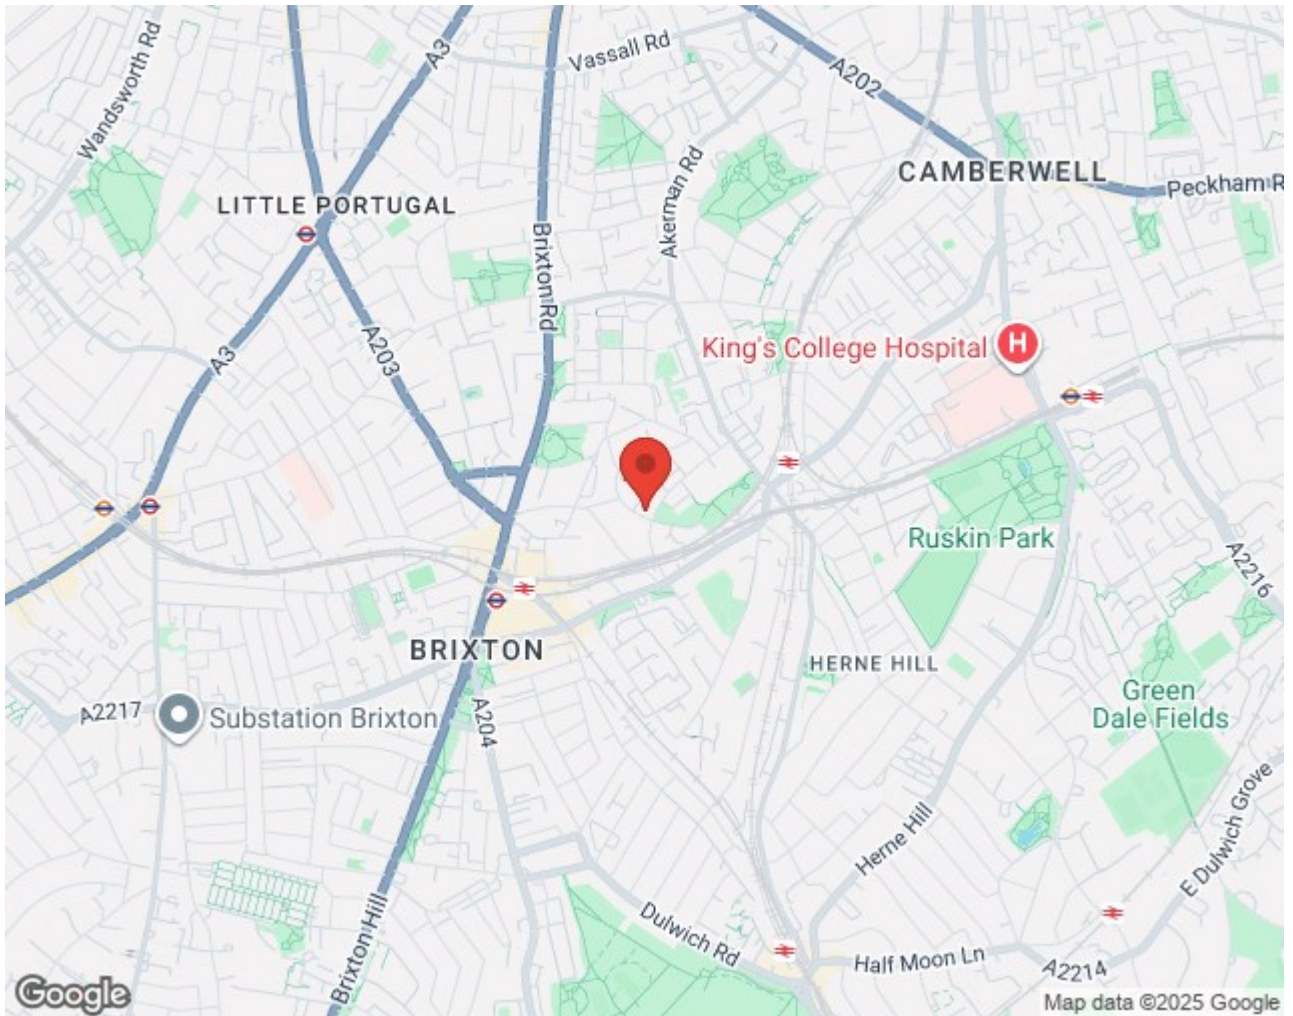 Wandsworth Rd
A3
Vassall Rd
A202
CAMBERWELL
Peckham R
LITTLE PORTUGAL
Akerman Rd
Brixton Rd
A203
A3
King's College Hospital
H
Ruskin Park
A2216
BRIXTON
HERNE HILL
Green
Dale Fields
A2217
Substation Brixton
A204
E Dulwich Grove
Herne Hill
Brixton Hill
Dulwich Rd
Half Moon Ln
A2214
Google
Map data ©2025 Google